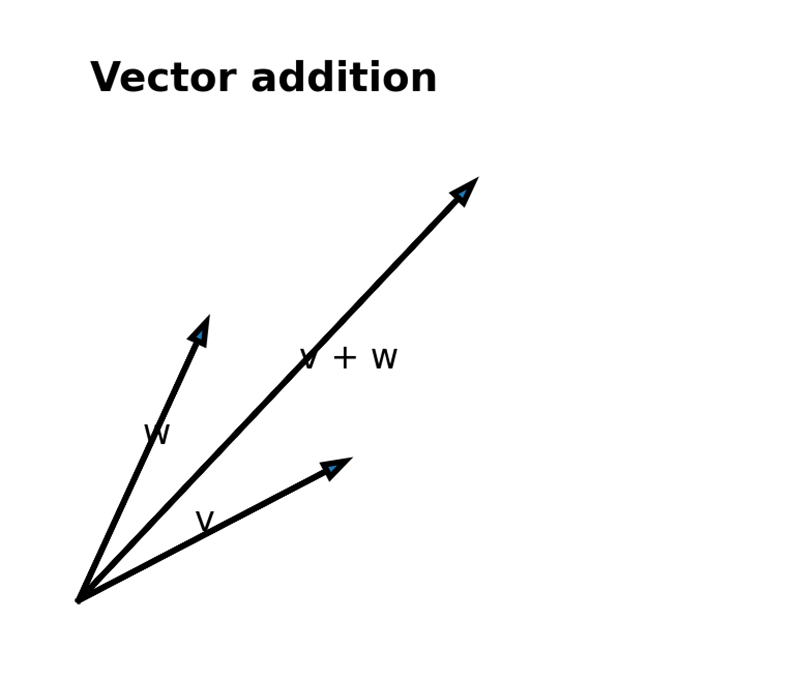 Vector addition
v + w
w
v